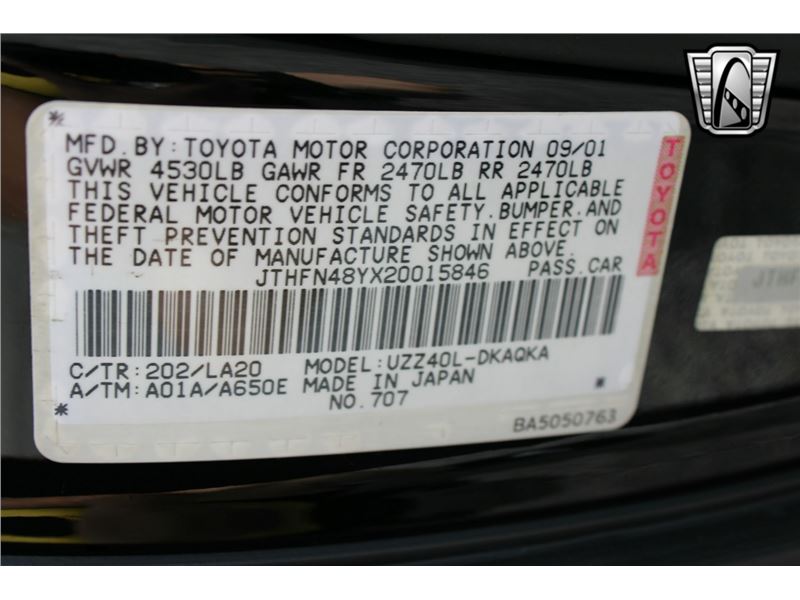 MFD. BY: TOYOTA MOTOR CORPORATION 09/01
GVWR 4530LB GAWR FR 2470LB RR 2470LB
THIS VEHICLE CONFORMS TO ALL APPLICABLE
FEDERAL MOTOR VEHICLE SAFETY.BUMPER.AND
THEFT PREVENTION STANDARDS IN EFFECT ON
THE DATE OF MANUFACTURE SHOWN ABOVE.
JTHFN48YX20015846 PASS.CAR
C/TR:202/LA20 MODEL:UZZ40L-DKAQKA
A/TM:A01A/A650E MADE IN JAPAN
NO.707
BA5050763
TOYOTA